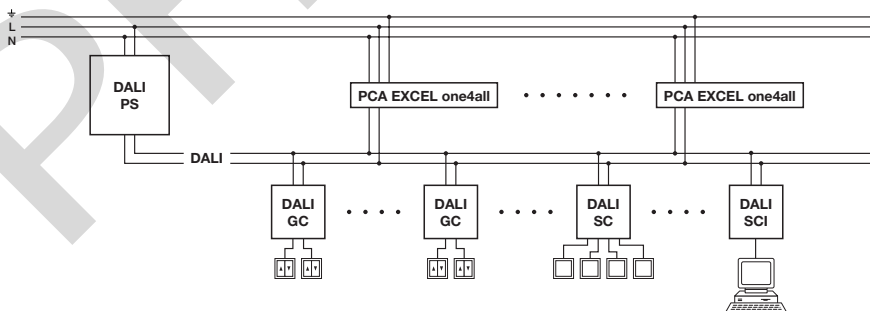 L
N
DALI
PS
PCA EXCEL one4all
PCA EXCEL one4all
DALI
DALI
GC
DALI
GC
DALI
SC
DALI
SCI